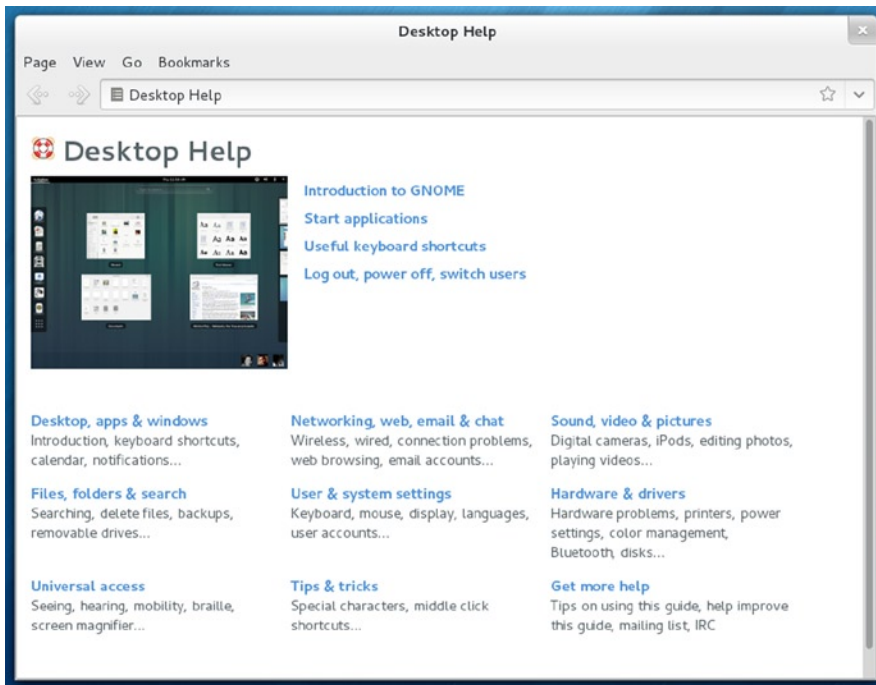 Desktop Help
Page View Go Bookmarks
Desktop Help
Desktop Help
Introduction to GNOME
Start applications
Useful keyboard shortcuts
Log out, power off, switch users
Desktop, apps & windows
Introduction, keyboard shortcuts,
calendar, notifications...
Networking, web, email & chat
Wireless, wired, connection problems,
web browsing, email accounts...
Sound, video & pictures
Digital cameras, iPods, editing photos,
playing videos...
Files, folders & search
Searching, delete files, backups,
removable drives...
User & system settings
Keyboard, mouse, display, languages,
user accounts...
Hardware & drivers
Hardware problems, printers, power
settings, color management,
Bluetooth, disks...
Universal access
Seeing, hearing, mobility, braille,
screen magnifier...
Tips & tricks
Special characters, middle click
shortcuts...
Get more help
Tips on using this guide, help improve
this guide, mailing list, IRC